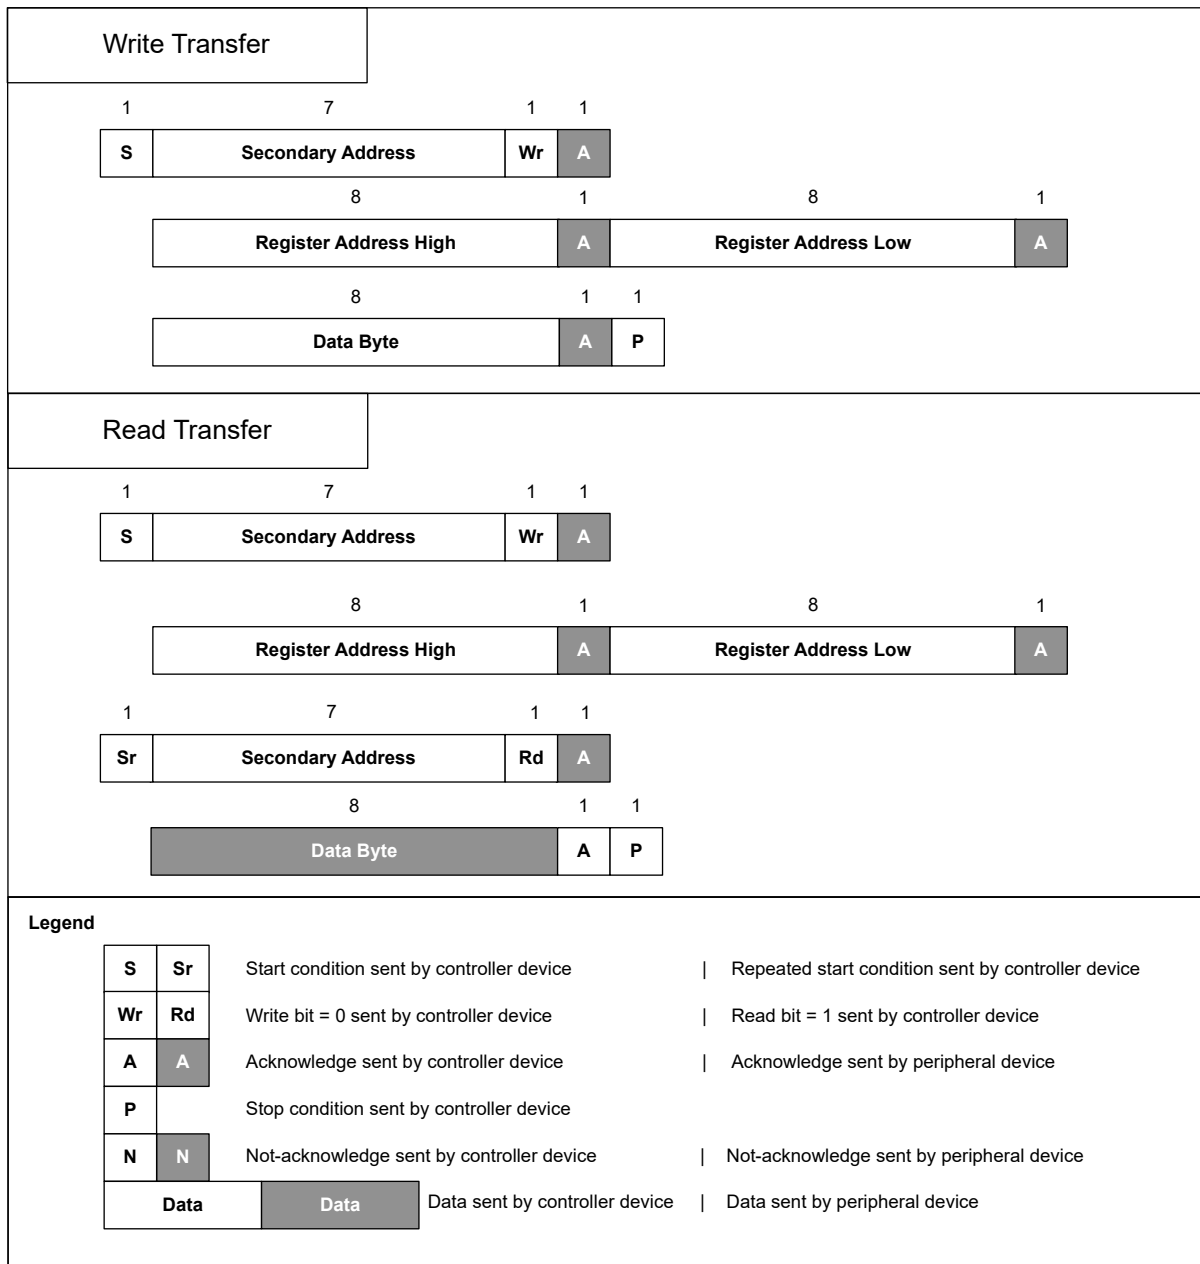 Write Transfer
1 7 1 1
S Secondary Address Wr A
8 1 8 1
Register Address High A Register Address Low A
8 1 1
Data Byte A P
Read Transfer
1 7 1 1
S Secondary Address Wr A
8 1 8 1
Register Address High A Register Address Low A
1 7 1 1
Sr Secondary Address Rd A
8 1 1
Data Byte A P
Legend
S Sr Start condition sent by controller device | Repeated start condition sent by controller device
Wr Rd Write bit = 0 sent by controller device | Read bit = 1 sent by controller device
A A Acknowledge sent by controller device | Acknowledge sent by peripheral device
P Stop condition sent by controller device
N N Not-acknowledge sent by controller device | Not-acknowledge sent by peripheral device
Data Data Data sent by controller device | Data sent by peripheral device